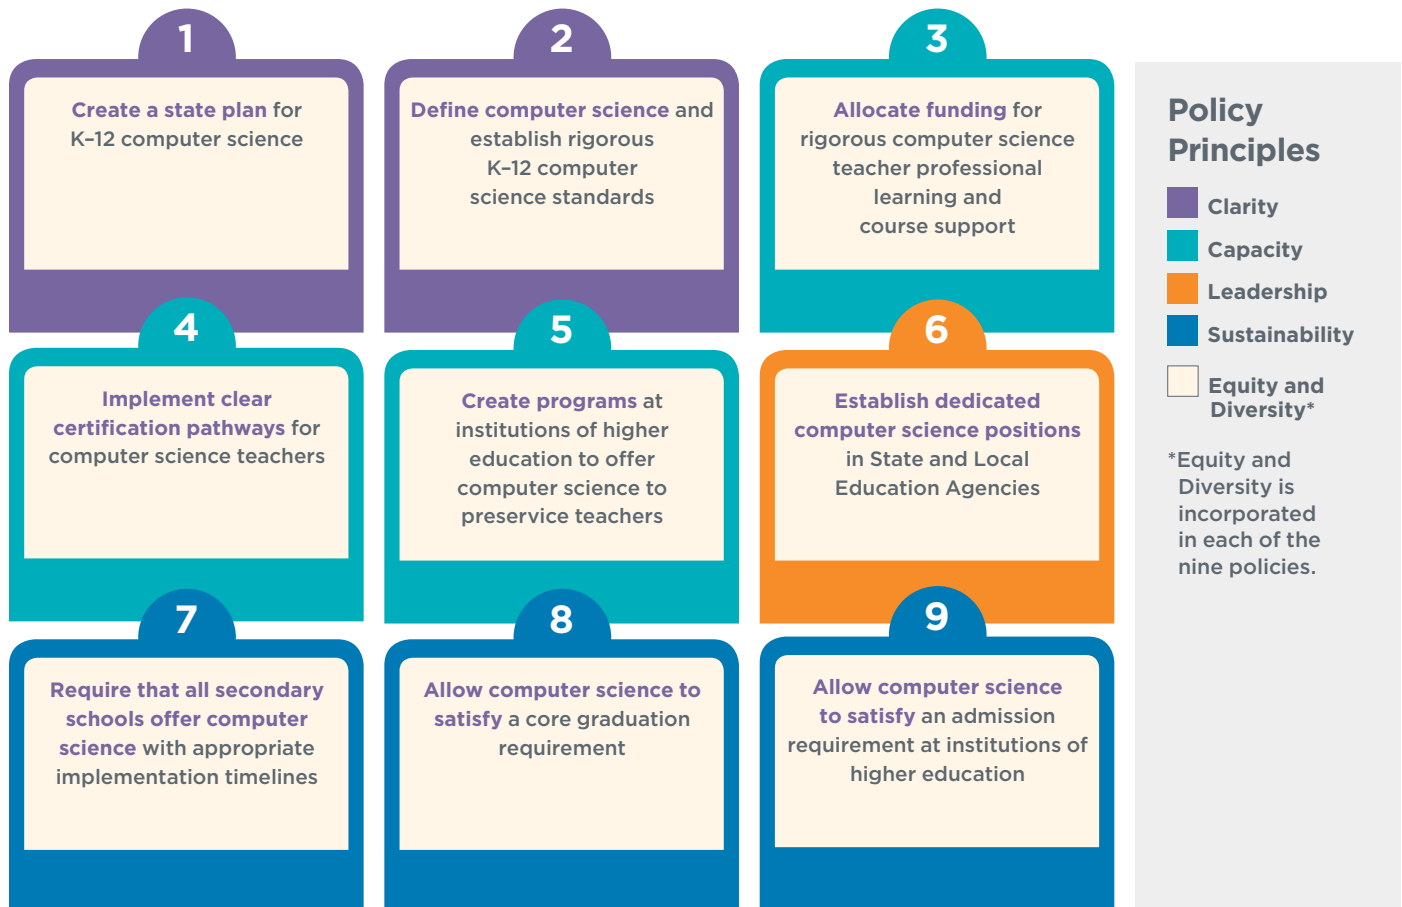 1
Create a state plan for
K–12 computer science
2
Define computer science and
establish rigorous
K–12 computer
science standards
3
Allocate funding for
rigorous computer science
teacher professional
learning and
course support
4
Implement clear
certification pathways for
computer science teachers
5
Create programs at
institutions of higher
education to offer
computer science to
preservice teachers
6
Establish dedicated
computer science positions
in State and Local
Education Agencies
7
Require that all secondary
schools offer computer
science with appropriate
implementation timelines
8
Allow computer science to
satisfy a core graduation
requirement
9
Allow computer science
to satisfy an admission
requirement at institutions of
higher education
Policy
Principles
Clarity
Capacity
Leadership
Sustainability
Equity and
Diversity*
*Equity and
Diversity is
incorporated
in each of the
nine policies.